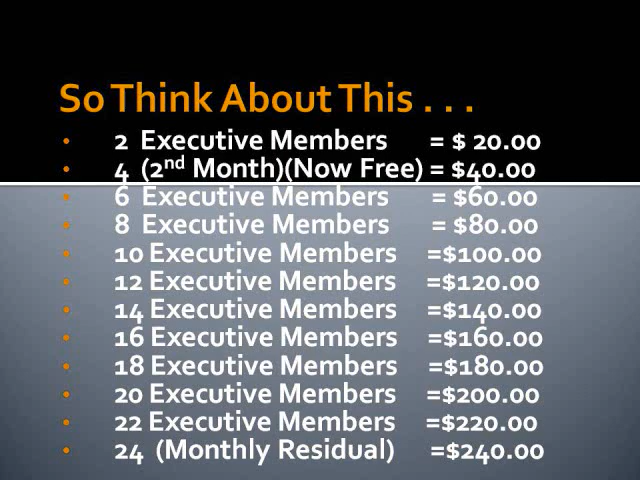 So Think About This . . .
• 2 Executive Members = $ 20.00
• 4 (2nd Month)(Now Free) = $40.00
• 6 Executive Members = $60.00
• 8 Executive Members = $80.00
• 10 Executive Members =$100.00
• 12 Executive Members =$120.00
• 14 Executive Members =$140.00
• 16 Executive Members =$160.00
• 18 Executive Members =$180.00
• 20 Executive Members =$200.00
• 22 Executive Members =$220.00
• 24 (Monthly Residual) =$240.00